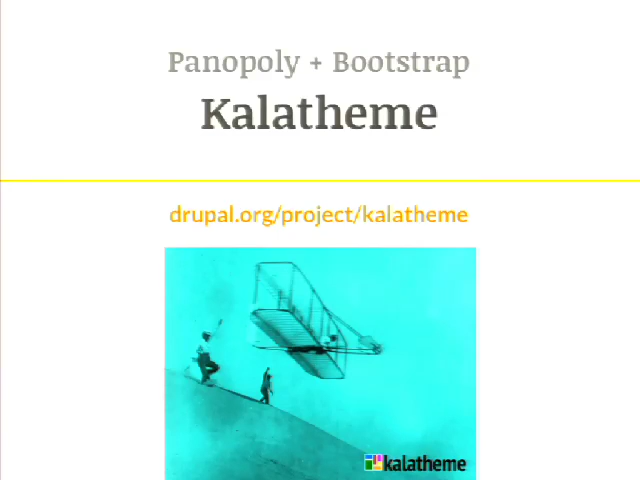 Panopoly + Bootstrap
Kalatheme
drupal.org/project/kalatheme
kalatheme